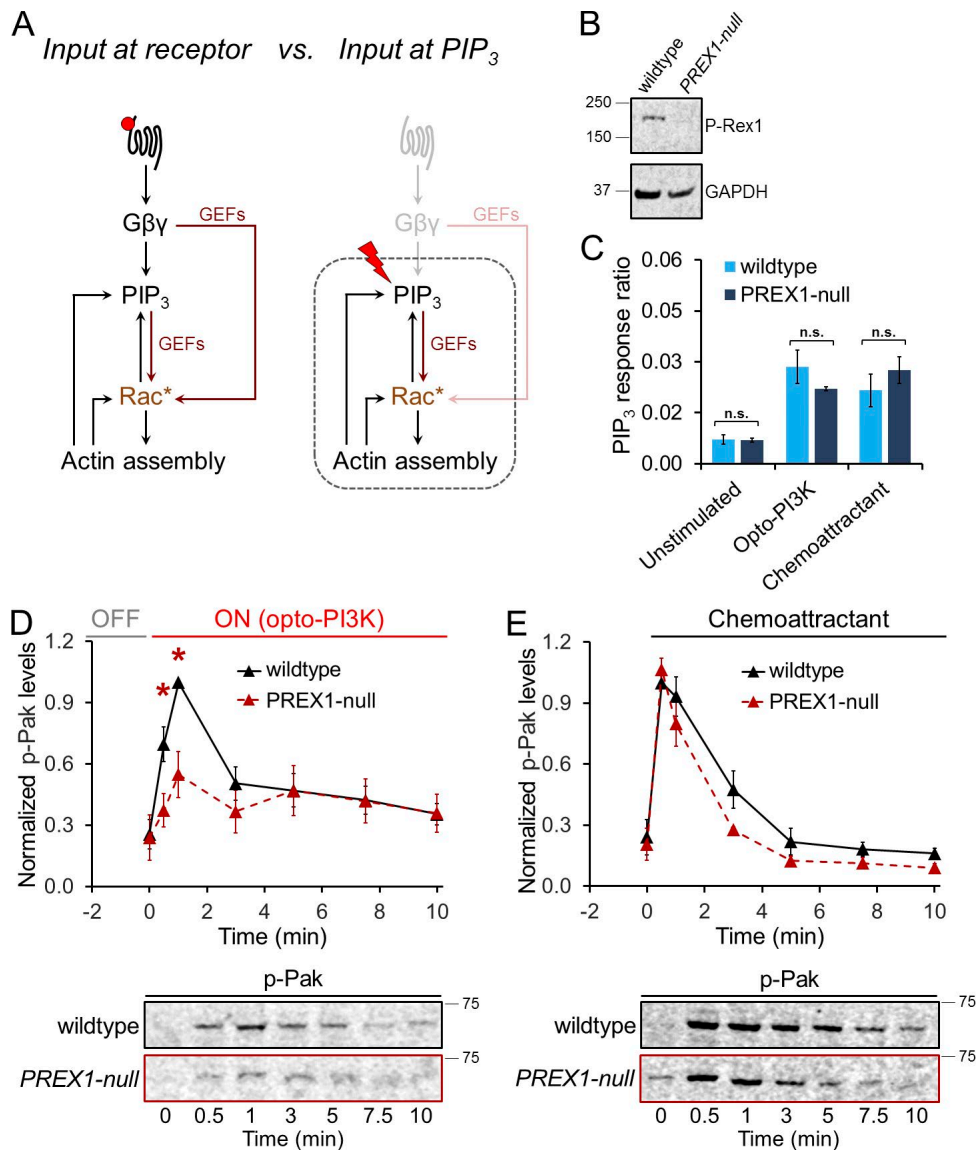 A
Input at receptor vs. Input at PIP₃
Gβγ
GEFs
PIP₃
GEFs
Rac*
Actin assembly
Gβγ
GEFs
PIP₃
GEFs
Rac*
Actin assembly
B
wildtype
PREX1-null
250
150
P-Rex1
37
GAPDH
C
PIP₃ response ratio
0.06
0.05
0.03
0.02
0.00
wildtype
PREX1-null
n.s.
n.s.
n.s.
Unstimulated
Opto-PI3K
Chemoattractant
D
OFF
ON (opto-PI3K)
Normalized p-Pak levels
1.2
0.9
0.6
0.3
0.0
* *
wildtype
PREX1-null
-2 0 2 4 6 8 10
Time (min)
p-Pak
75
wildtype
75
PREX1-null
0 0.5 1 3 5 7.5 10
Time (min)
E
Chemoattractant
Normalized p-Pak levels
1.2
0.9
0.6
0.3
0.0
wildtype
PREX1-null
-2 0 2 4 6 8 10
Time (min)
p-Pak
75
wildtype
75
PREX1-null
0 0.5 1 3 5 7.5 10
Time (min)